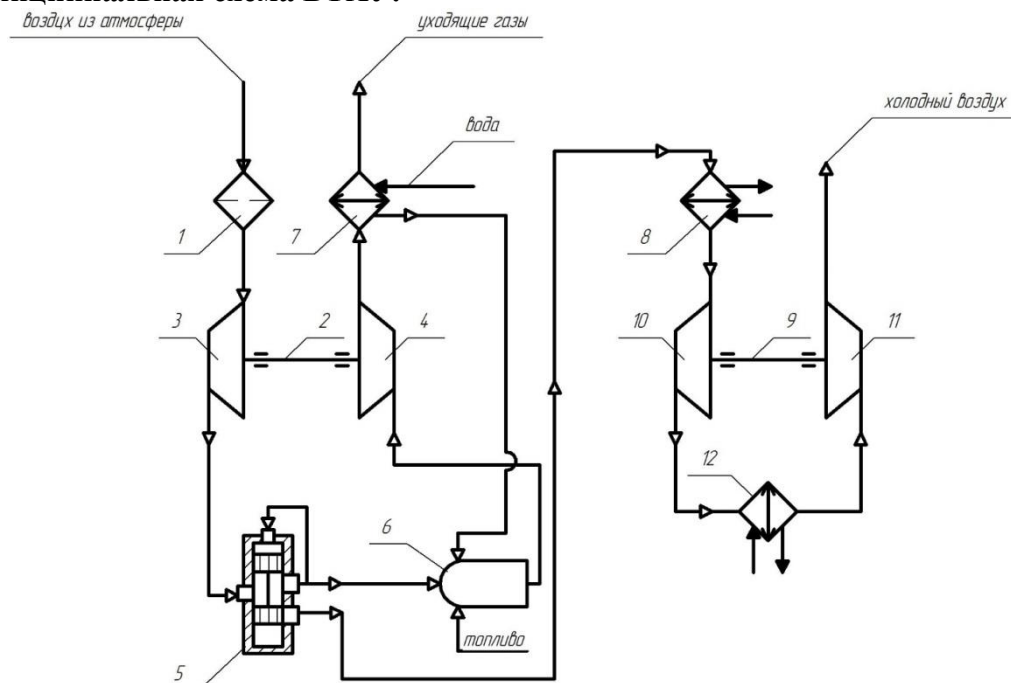 схема
воздух из атмосферы
уходящие газы
холодный воздух
вода
1
7
8
3
2
4
10
9
11
12
6
5
топливо